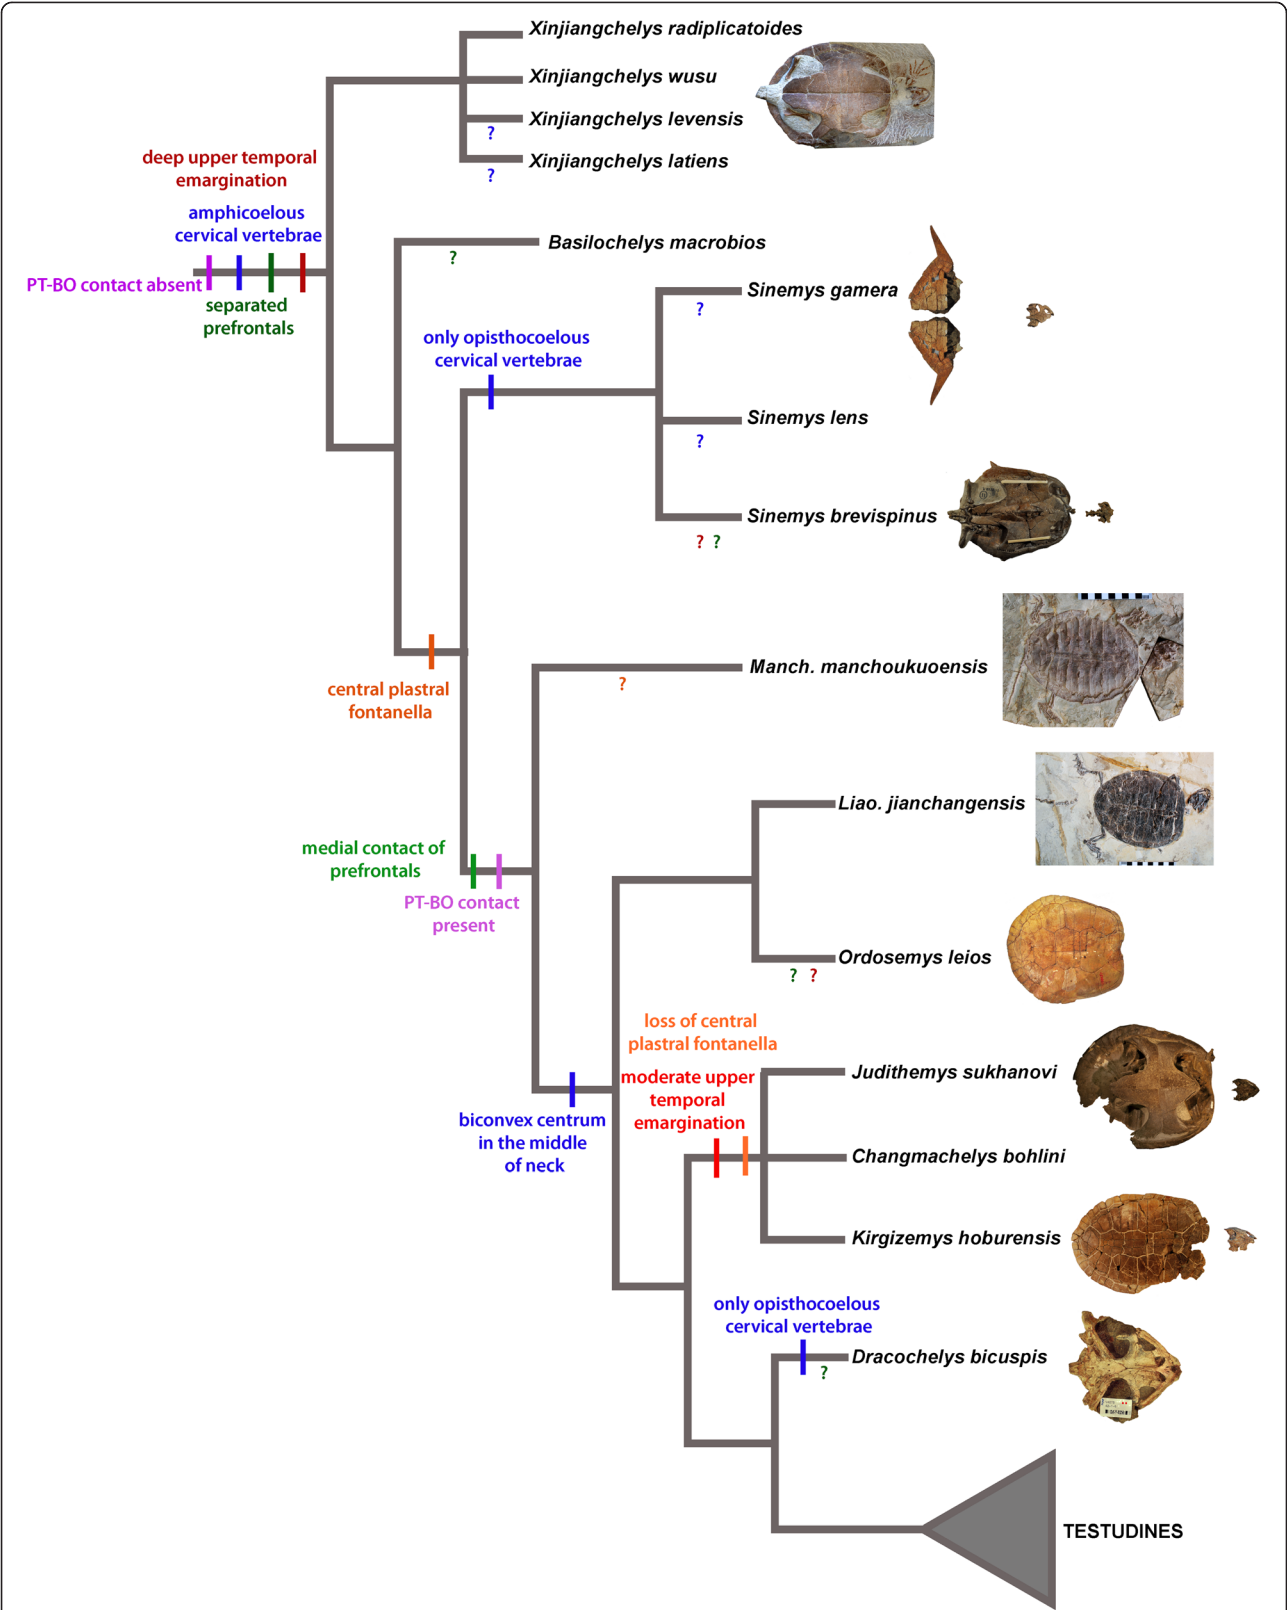 Xinjiangchelys radiplicatoides
Xinjiangchelys wusu
Xinjiangchelys levensis
?
Xinjiangchelys latiens
?
deep upper temporal
emargination
amphicoelous
cervical vertebrae
PT-BO contact absent
separated
prefrontals
Basilochelys macrobios
?
Sinemys gamera
?
only opisthocoelous
cervical vertebrae
Sinemys lens
?
Sinemys brevispinus
? ?
central plastral
fontanella
Manch. manchoukuoensis
?
Liao. jianchangensis
medial contact of
prefrontals
PT-BO contact
present
Ordosemys leios
? ?
loss of central
plastral fontanella
moderate upper
temporal
emargination
Judithemys sukhanovi
biconvex centrum
in the middle
of neck
Changmachelys bohlini
Kirgizemys hoburensis
only opisthocoelous
cervical vertebrae
Dracochelys bicuspis
?
TESTUDINES